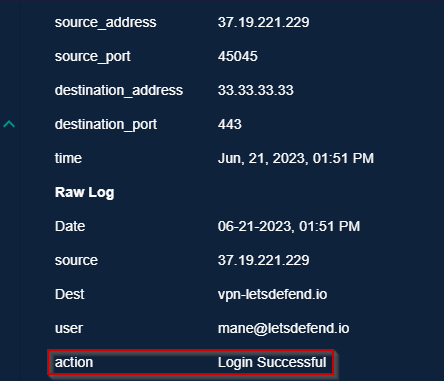 source_address 37.19.221.229
source_port 45045
destination_address 33.33.33.33
destination_port 443
time Jun, 21, 2023, 01:51 PM
Raw Log
Date 06-21-2023, 01:51 PM
source 37.19.221.229
Dest vpn-letsdefend.io
user mane@letsdefend.io
action Login Successful